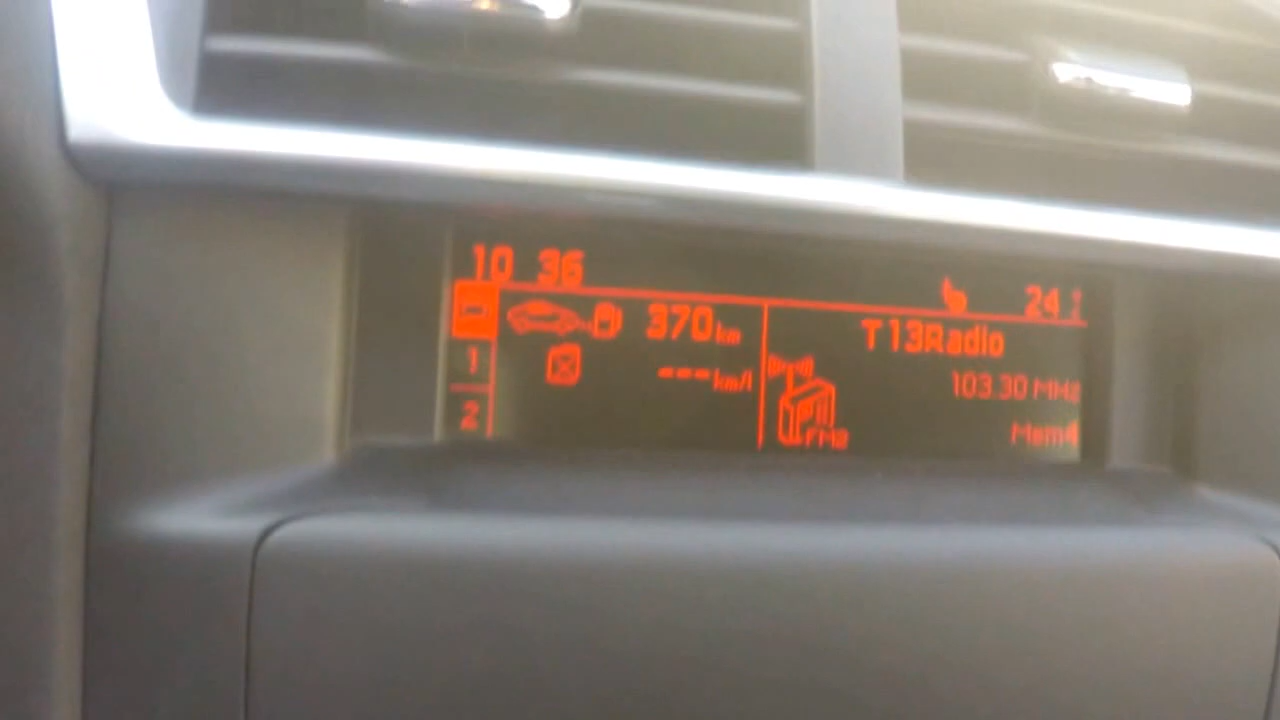 10 36
24
370 km
1
--- km/l
2
T13Radio
103.30 MHz
FM2
Mem4